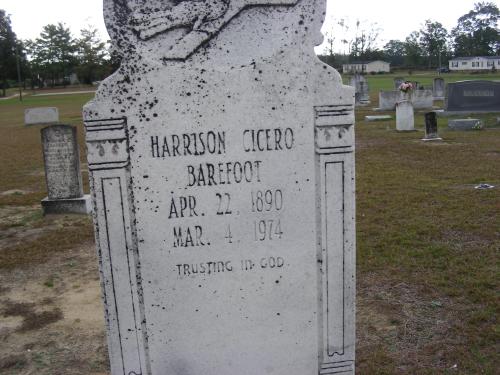 HARRISON CICERO
BAREFOOT
APR. 22, 1890
MAR. 4, 1974
TRUSTING IN GOD